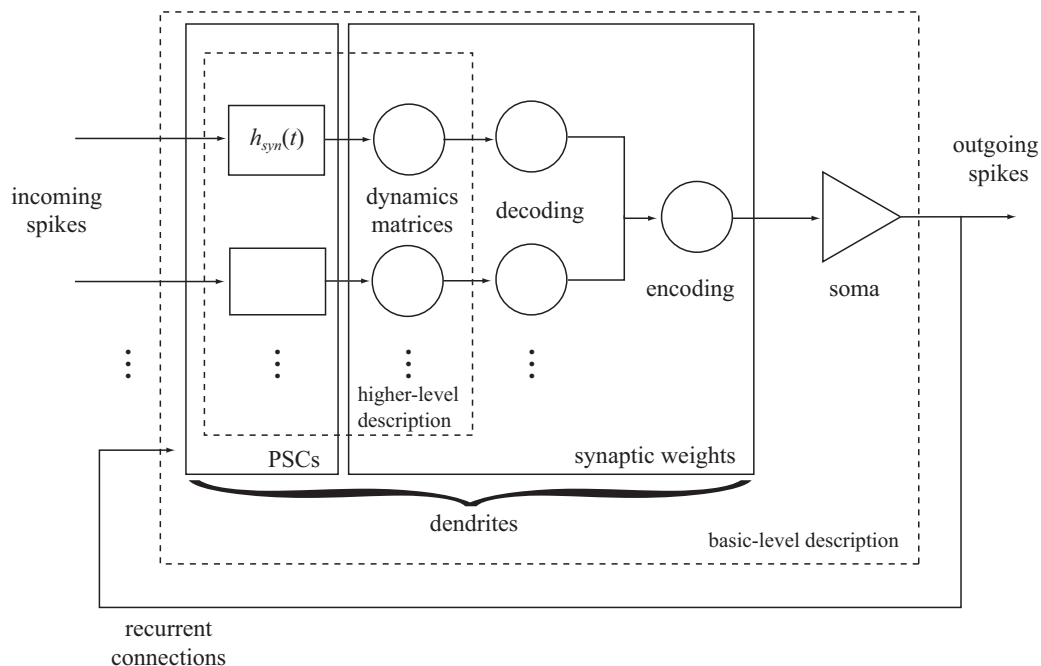 incoming
spikes
h_syn(t)
dynamics
matrices
decoding
encoding
soma
outgoing
spikes
higher-level
description
PSCs
synaptic weights
dendrites
basic-level description
recurrent
connections